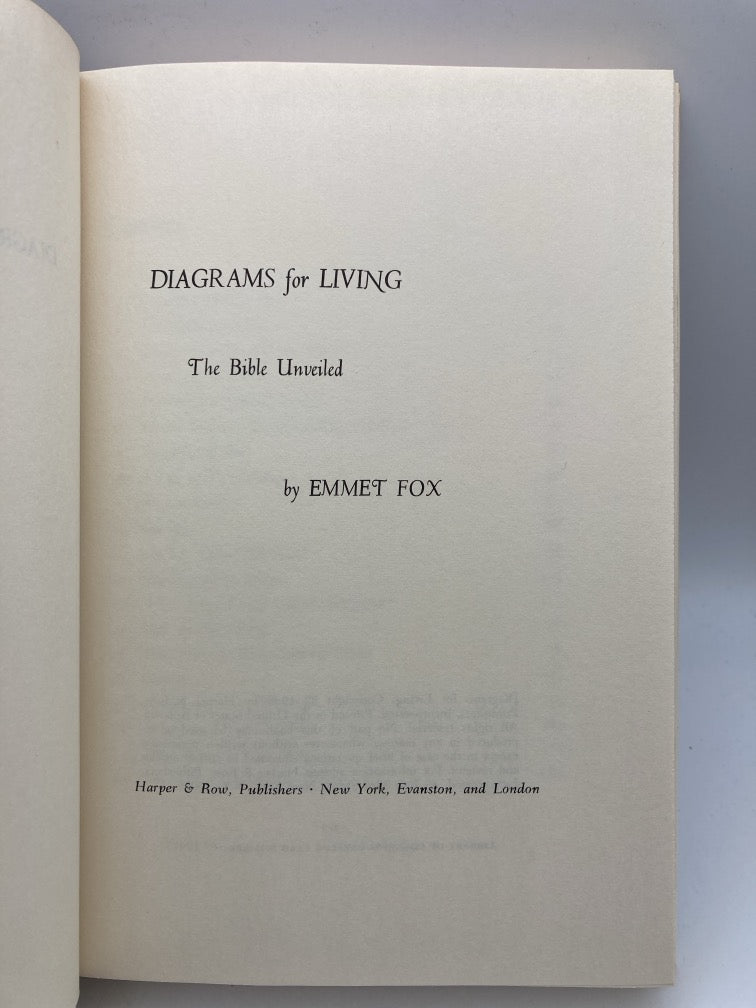 DIAGRAMS for LIVING
The Bible Unveiled
by EMMET FOX
Harper & Row, Publishers · New York, Evanston, and London